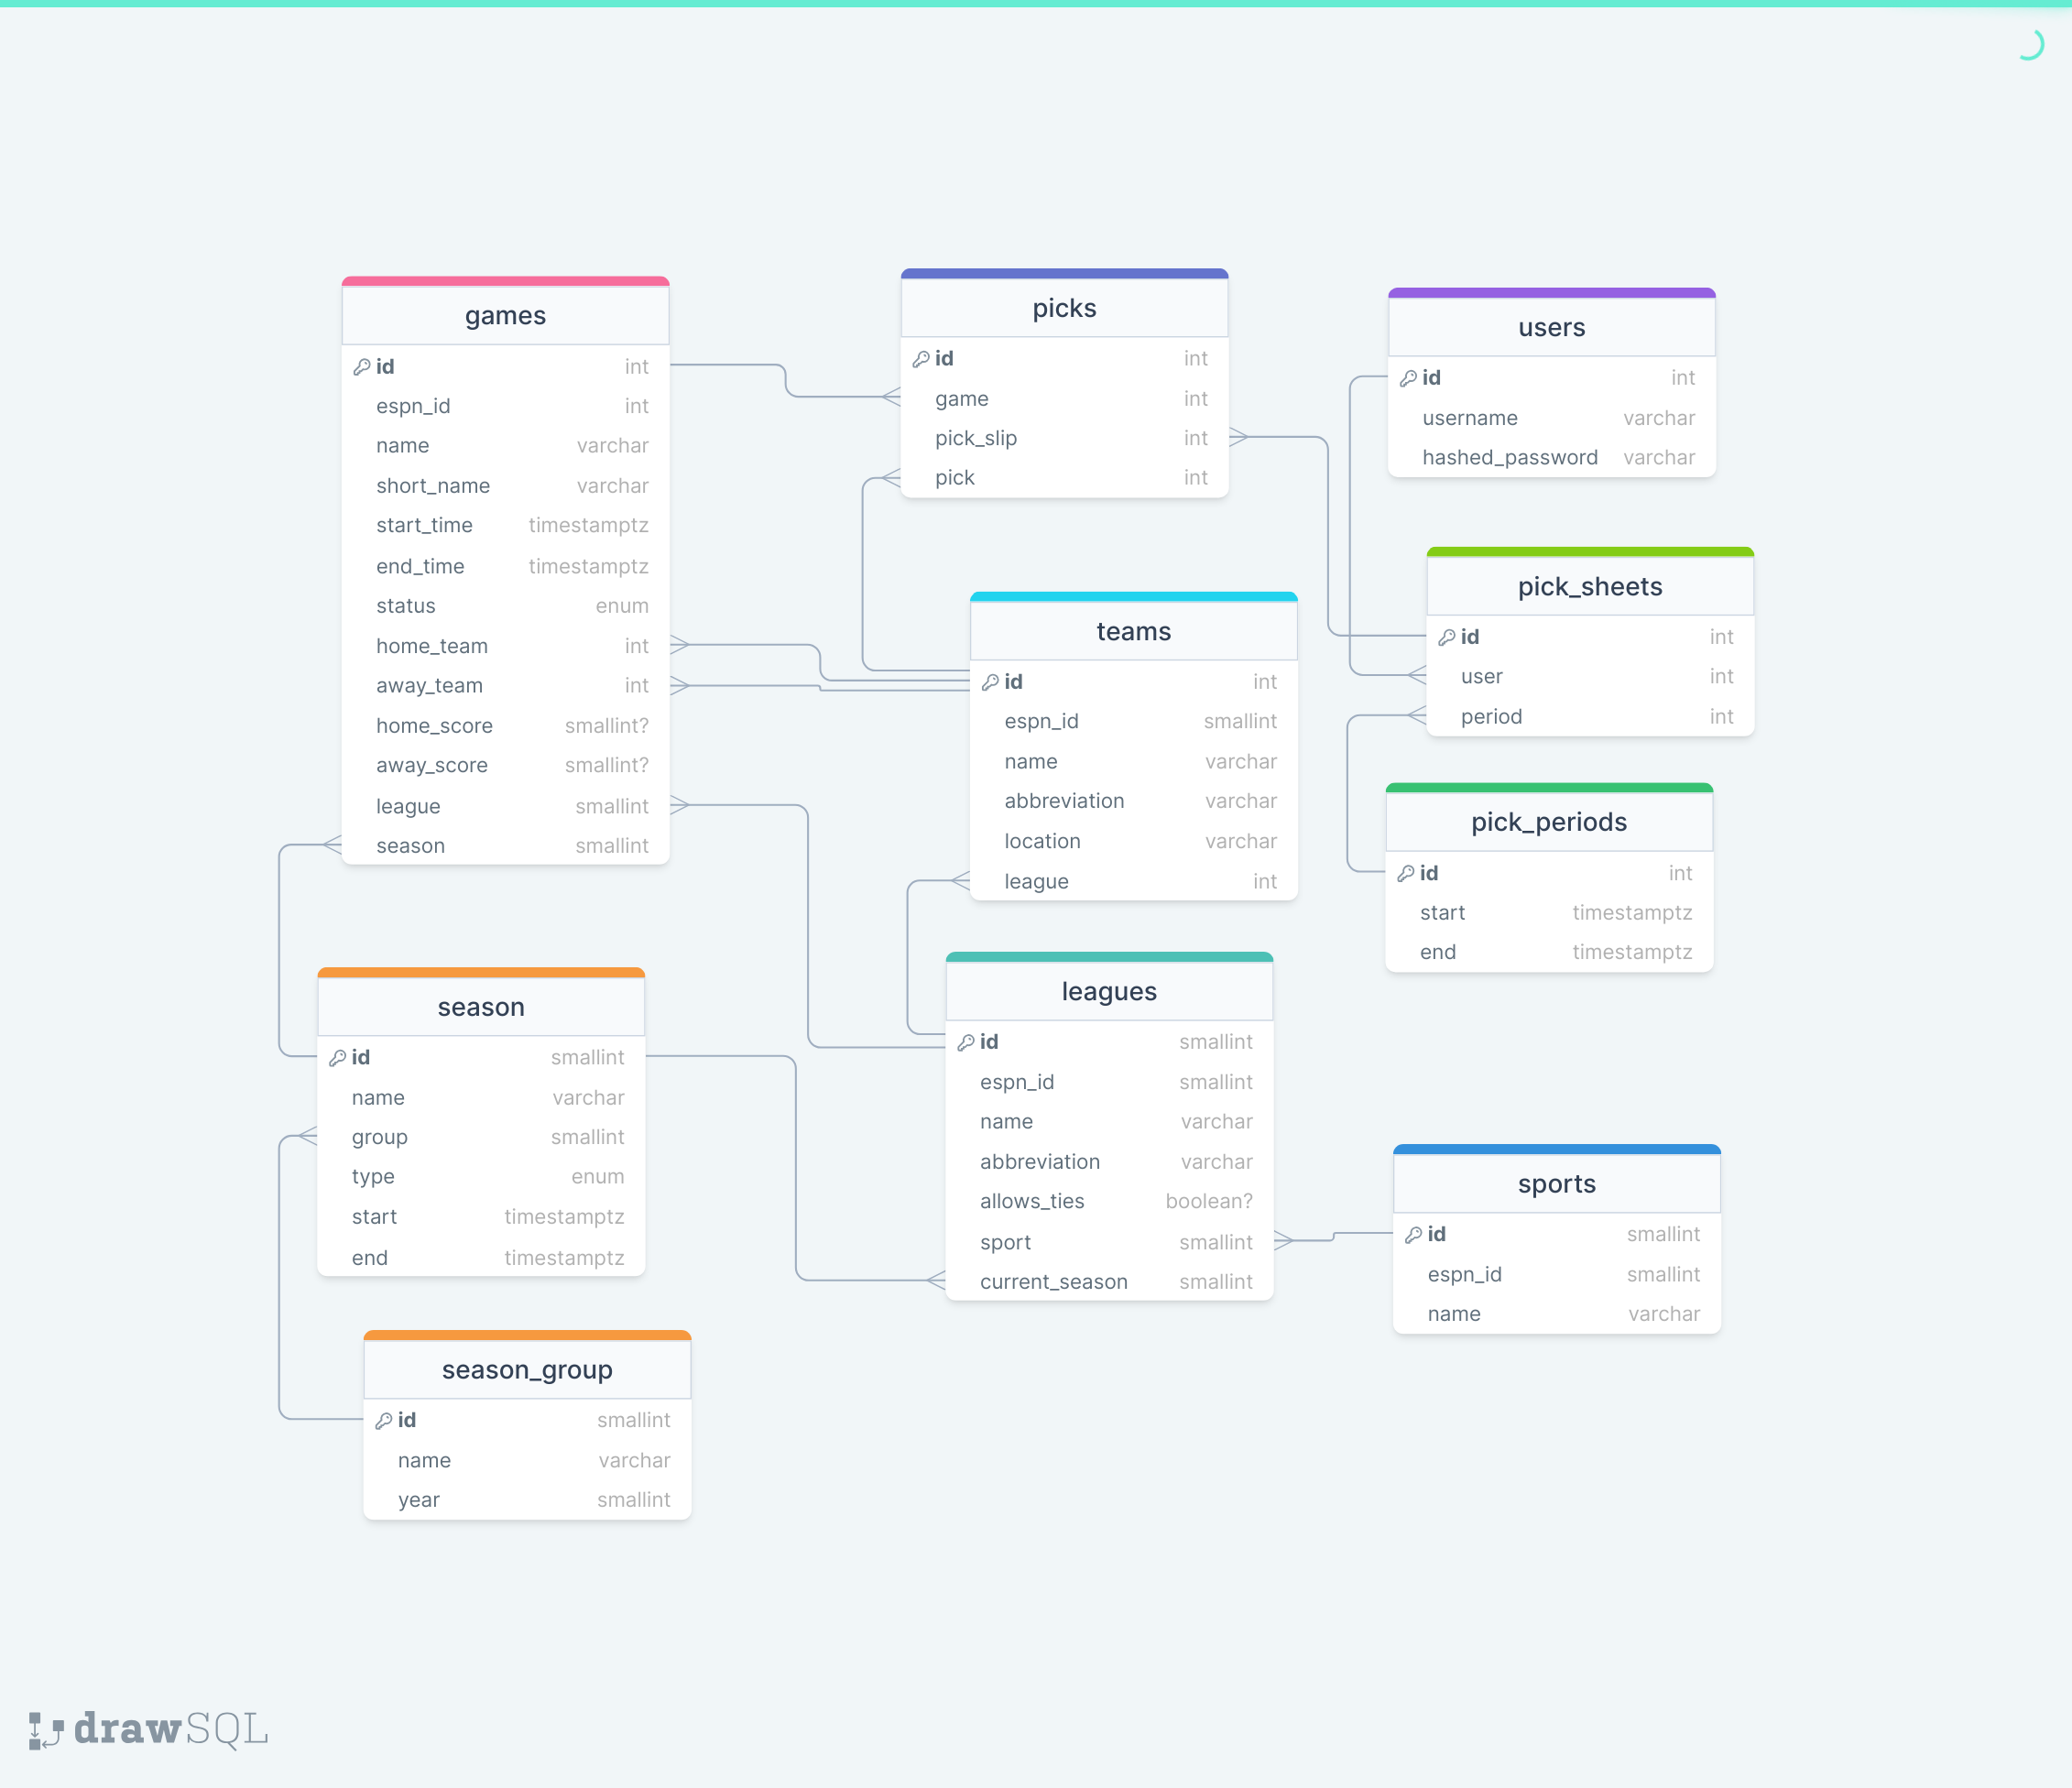 games
id int
espn_id int
name varchar
short_name varchar
start_time timestamptz
end_time timestamptz
status enum
home_team int
away_team int
home_score smallint?
away_score smallint?
league smallint
season smallint
picks
id int
game int
pick_slip int
pick int
users
id int
username varchar
hashed_password varchar
pick_sheets
id int
user int
period int
teams
id int
espn_id smallint
name varchar
abbreviation varchar
location varchar
league int
pick_periods
id int
start timestamptz
end timestamptz
season
id smallint
name varchar
group smallint
type enum
start timestamptz
end timestamptz
leagues
id smallint
espn_id smallint
name varchar
abbreviation varchar
allows_ties boolean?
sport smallint
current_season smallint
sports
id smallint
espn_id smallint
name varchar
season_group
id smallint
name varchar
year smallint
drawSQL